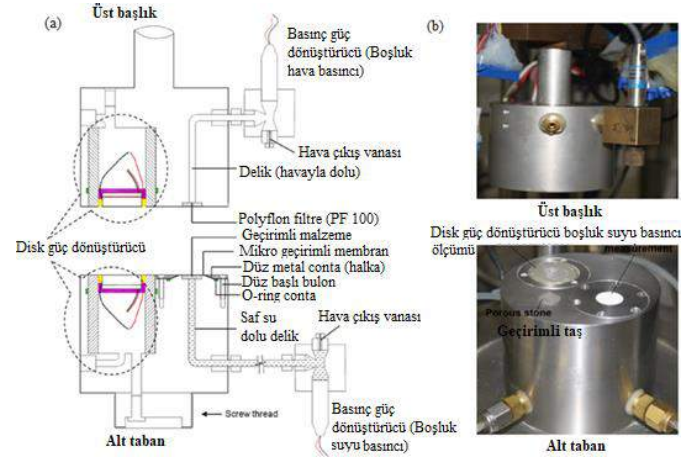 (a)
Üst başlık
Basınç güç
dönüştürücü (Boşluk
hava basıncı)
Hava çıkış vanası
Delik (havayla dolu)
Polyflon filtre (PF 100)
Geçirimli malzeme
Mikro geçirimli membran
Düz metal conta (halka)
Düz başlı bulon
O-ring conta
Disk güç
dönüştürücü
Saf su
dolu delik
Hava çıkış vanası
Screw thread
Basınç güç
dönüştürücü (Boşluk
suyu basıncı)
Alt taban
(b)
Üst başlık
Disk güç dönüştürücü boşluk suyu basıncı
ölçümü
measurement
Porous stone
Geçirimli taş
Alt taban